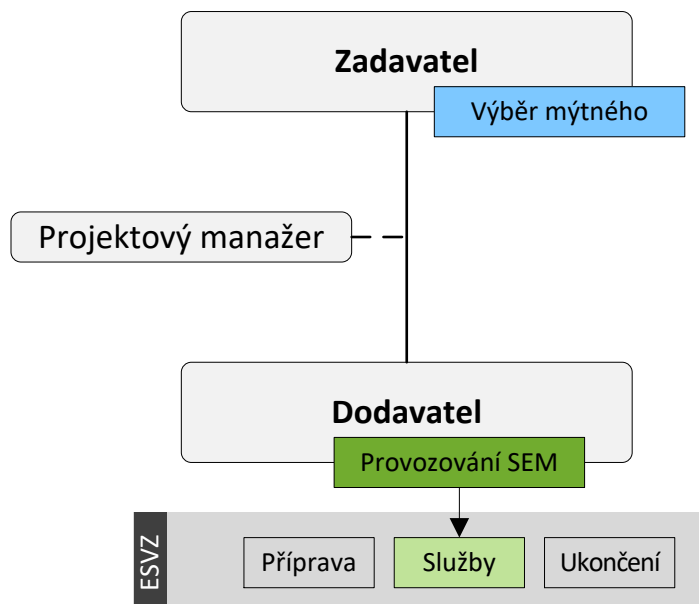 Zadavatel
Výběr mýtného
Projektový manažer
Dodavatel
Provozování SEM
ESVZ
Příprava
Služby
Ukončení